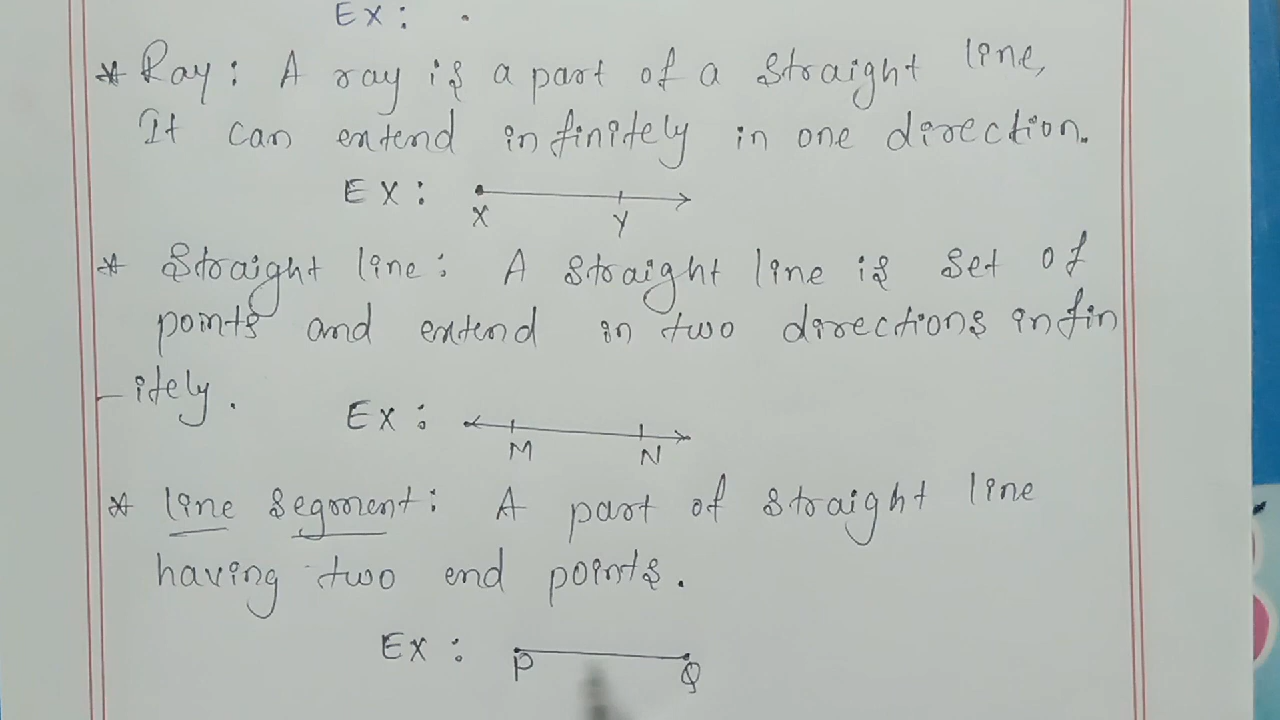 Ex: .
* Ray: A ray is a part of a straight line,
It can extend infinitely in one direction.
Ex:
X Y
* Straight line: A straight line is set of
points and extend in two directions infin
-itely.
Ex:
M N
* line segment: A part of straight line
having two end points.
Ex:
P Q